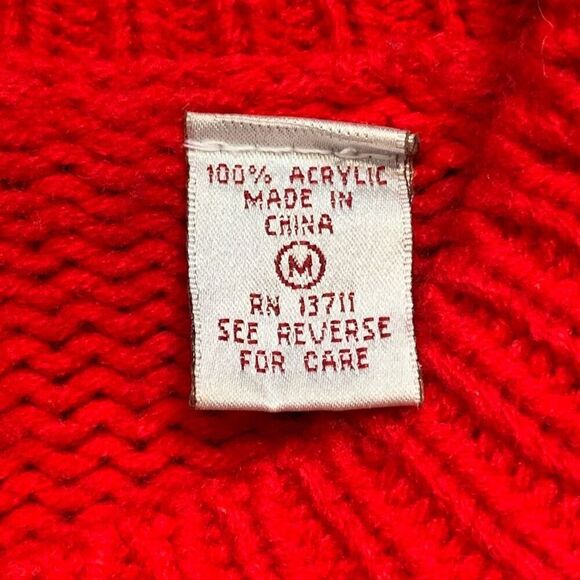 100% ACRYLIC
MADE IN
CHINA
M
RN 13711
SEE REVERSE
FOR CARE